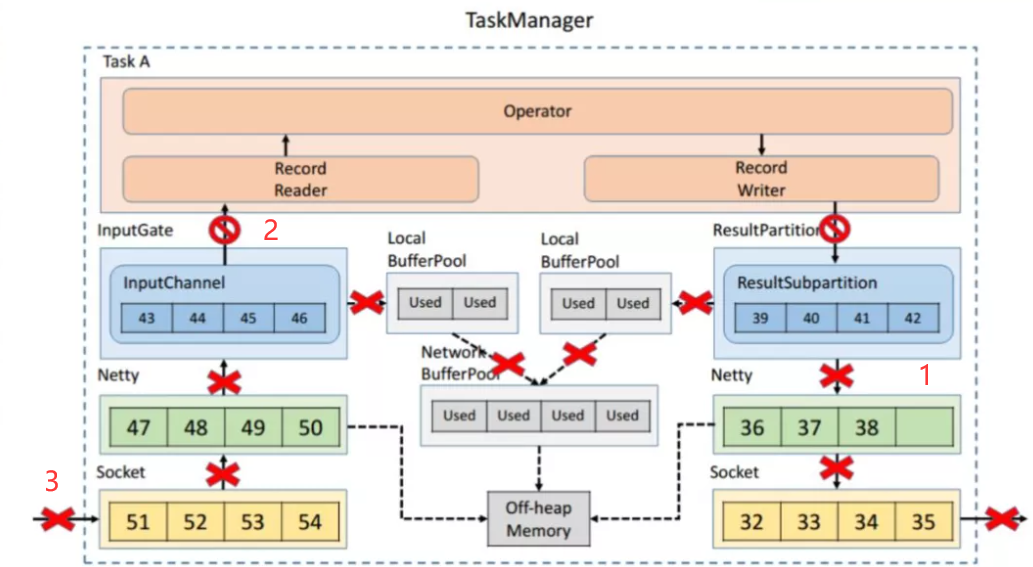 TaskManager
Task A
Operator
Record
Reader
Record
Writer
InputGate
2
ResultPartition
Local
BufferPool
Local
BufferPool
InputChannel
43 44 45 46
Used Used
Used Used
ResultSubpartition
39 40 41 42
Network
BufferPool
Netty
47 48 49 50
Used Used Used Used
Netty
1
36 37 38
Socket
3
51 52 53 54
Off-heap
Memory
Socket
32 33 34 35